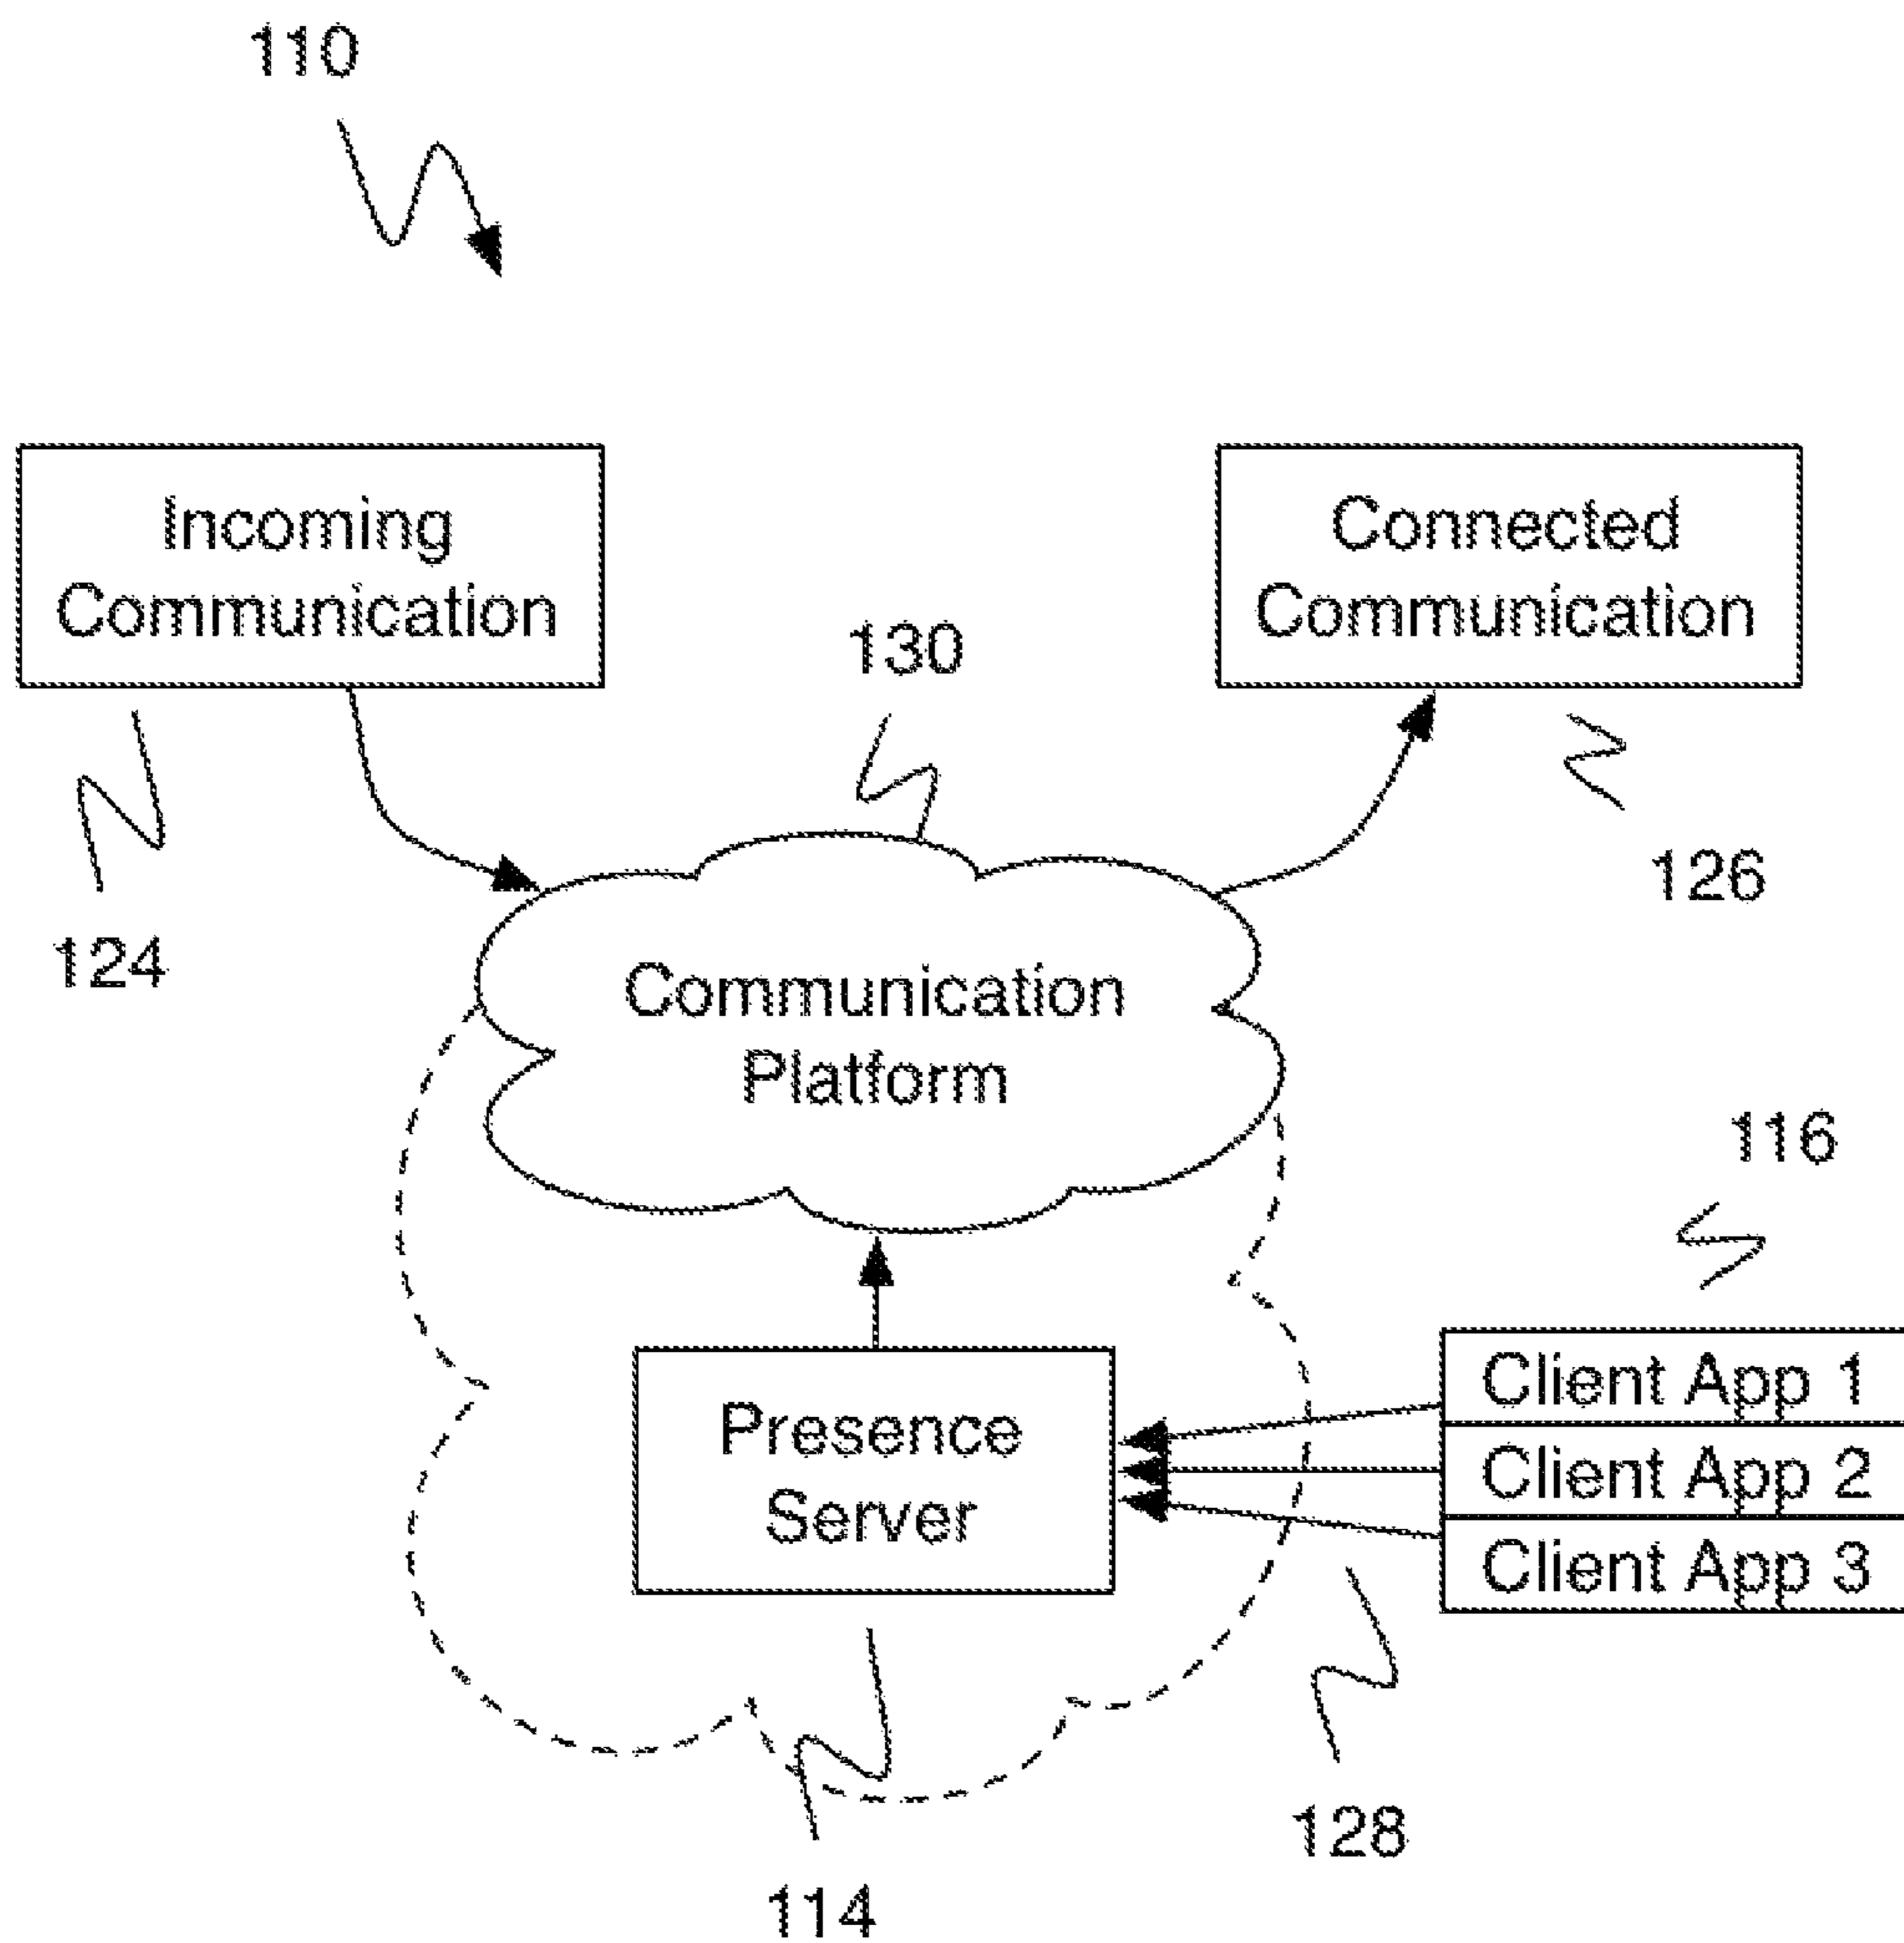 110
Incoming
Communication
Connected
Communication
130
126
124
Communication
Platform
116
Client App 1
Client App 2
Client App 3
Presence
Server
128
114